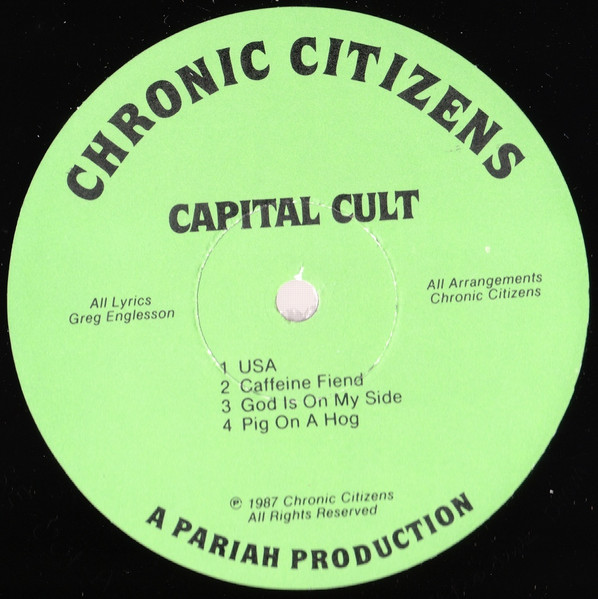 CHRONIC CITIZENS
CAPITAL CULT
All Lyrics
Greg Englesson
All Arrangements
Chronic Citizens
1 USA
2 Caffeine Fiend
3 God Is On My Side
4 Pig On A Hog
℗ 1987 Chronic Citizens
All Rights Reserved
A PARIAH PRODUCTION